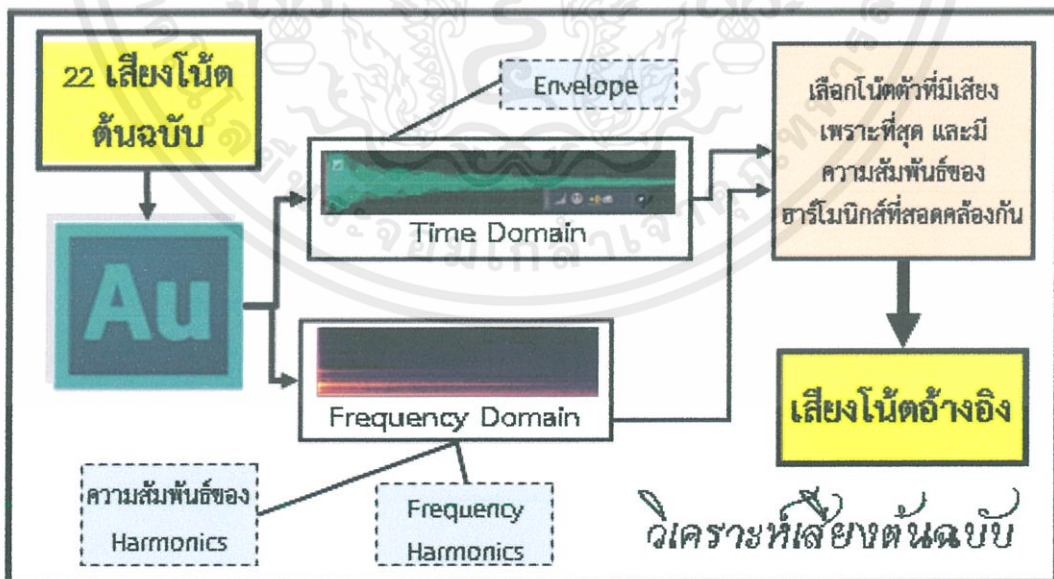 22 เสียงโน้ต
ต้นฉบับ
Envelope
Time Domain
Au
Frequency Domain
ความสัมพันธ์ของ
Harmonics
Frequency
Harmonics
เลือกโน้ตตัวที่มีเสียง
เพราะที่สุด และมี
ความสัมพันธ์ของ
ฮาร์โมนิกส์ที่สอดคล้องกัน
เสียงโน้ตอ้างอิง
วิเคราะห์เสียงต้นฉบับ